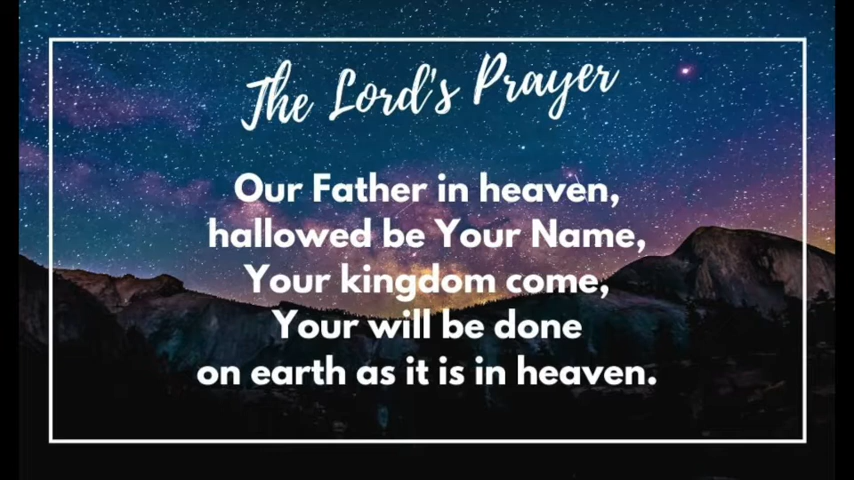 The Lord's Prayer
Our Father in heaven,
hallowed be Your Name,
Your kingdom come,
Your will be done
on earth as it is in heaven.